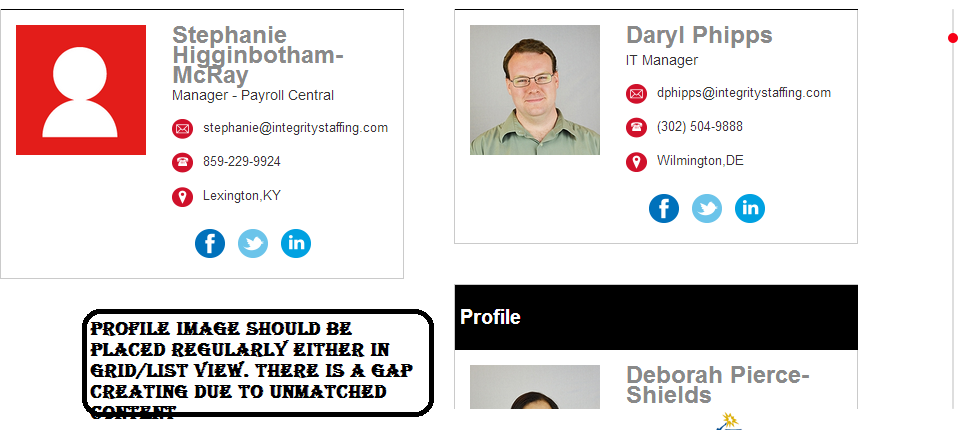 Stephanie
Higginbotham-
McRay
Manager - Payroll Central
stephanie@integritystaffing.com
859-229-9924
Lexington,KY
Daryl Phipps
IT Manager
dphipps@integritystaffing.com
(302) 504-9888
Wilmington,DE
PROFILE IMAGE SHOULD BE
PLACED REGULARLY EITHER IN
GRID/LIST VIEW. THERE IS A GAP
CREATING DUE TO UNMATCHED
CONTENT
Profile
Deborah Pierce-
Shields